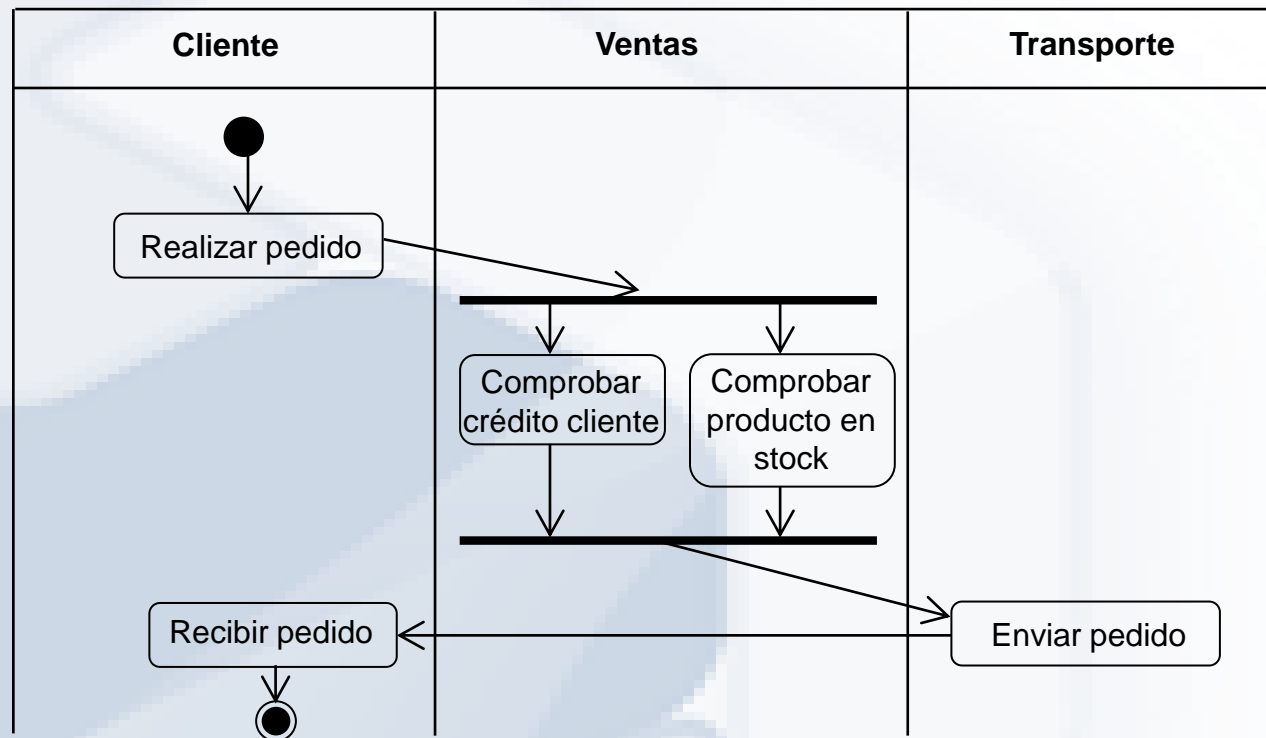 Cliente
Ventas
Transporte
Realizar pedido
Comprobar
crédito cliente
Comprobar
producto en
stock
Recibir pedido
Enviar pedido